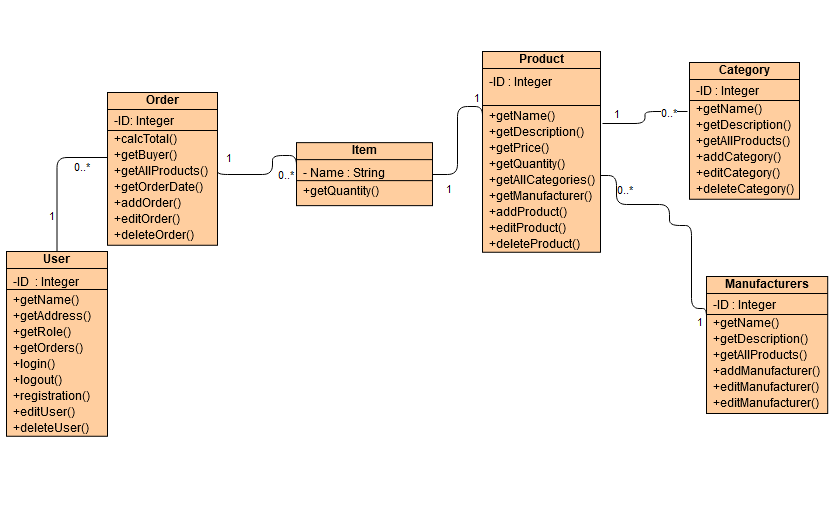 Product
-ID : Integer
+getName()
+getDescription()
+getPrice()
+getQuantity()
+getAllCategories()
+getManufacturer()
+addProduct()
+editProduct()
+deleteProduct()
Category
-ID : Integer
+getName()
+getDescription()
+getAllProducts()
+addCategory()
+editCategory()
+deleteCategory()
Order
-ID: Integer
+calcTotal()
+getBuyer()
+getAllProducts()
+getOrderDate()
+addOrder()
+editOrder()
+deleteOrder()
Item
- Name : String
+getQuantity()
1
1
0..*
1
0..*
0..*
1
1
0..*
1
User
-ID : Integer
+getName()
+getAddress()
+getRole()
+getOrders()
+login()
+logout()
+registration()
+editUser()
+deleteUser()
Manufacturers
-ID : Integer
+getName()
+getDescription()
+getAllProducts()
+addManufacturer()
+editManufacturer()
+editManufacturer()